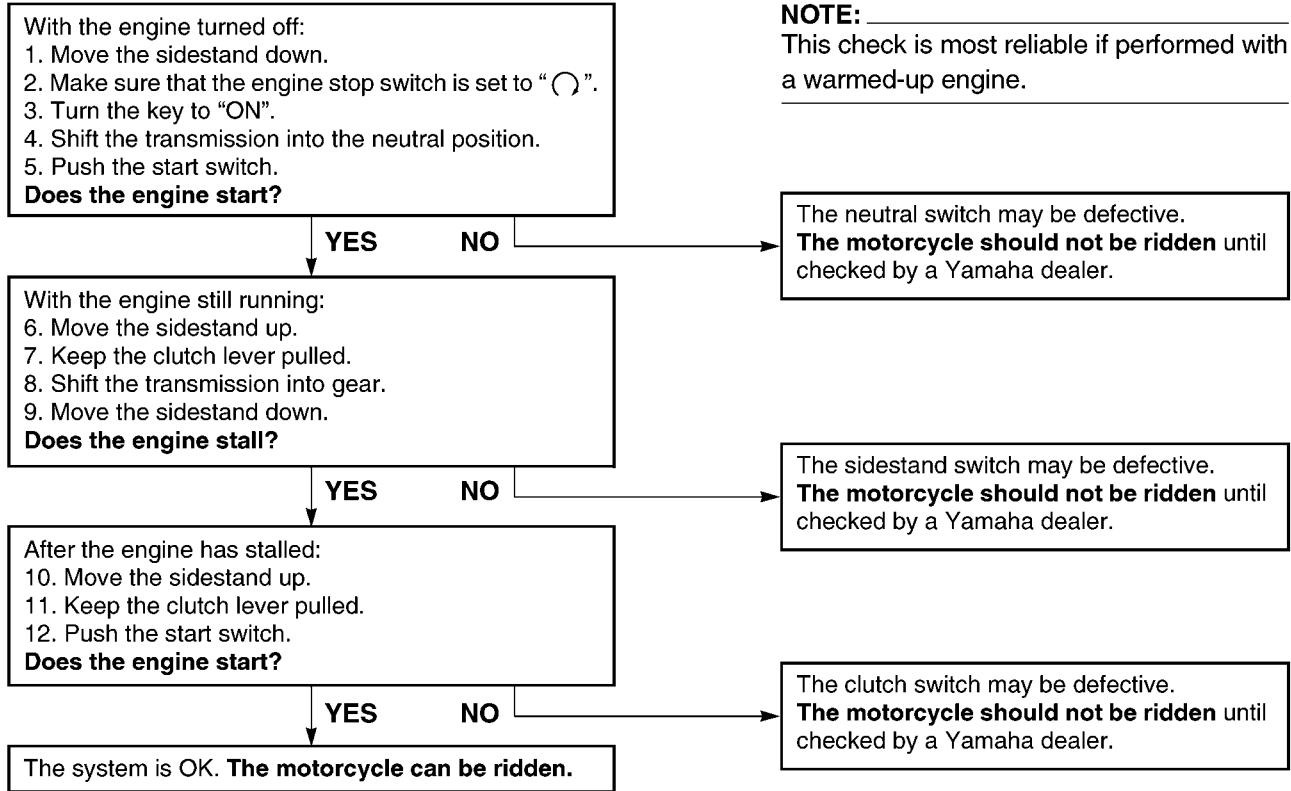 With the engine turned off:
1. Move the sidestand down.
2. Make sure that the engine stop switch is set to “ ”.
3. Turn the key to “ON”.
4. Shift the transmission into the neutral position.
5. Push the start switch.
Does the engine start?
NOTE:
This check is most reliable if performed with
a warmed-up engine.
YES NO
The neutral switch may be defective.
The motorcycle should not be ridden until
checked by a Yamaha dealer.
With the engine still running:
6. Move the sidestand up.
7. Keep the clutch lever pulled.
8. Shift the transmission into gear.
9. Move the sidestand down.
Does the engine stall?
YES NO
The sidestand switch may be defective.
The motorcycle should not be ridden until
checked by a Yamaha dealer.
After the engine has stalled:
10. Move the sidestand up.
11. Keep the clutch lever pulled.
12. Push the start switch.
Does the engine start?
YES NO
The clutch switch may be defective.
The motorcycle should not be ridden until
checked by a Yamaha dealer.
The system is OK. The motorcycle can be ridden.